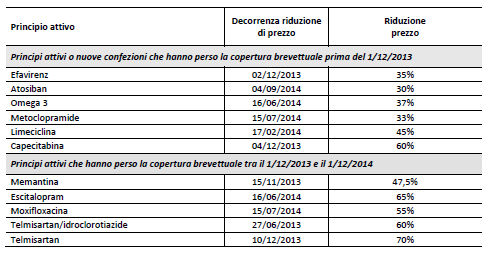 Principio attivo Decorrenza riduzione di prezzo Riduzione prezzo
Principi attivi o nuove confezioni che hanno perso la copertura brevettuale prima del 1/12/2013
Efavirenz 02/12/2013 35%
Atosiban 04/09/2014 30%
Omega 3 16/06/2014 37%
Metoclopramide 15/07/2014 33%
Limeciclina 17/02/2014 45%
Capecitabina 04/12/2013 60%
Principi attivi che hanno perso la copertura brevettuale tra il 1/12/2013 e il 1/12/2014
Memantina 15/11/2013 47,5%
Escitalopram 16/06/2014 65%
Moxifloxacina 15/07/2014 55%
Telmisartan/idroclorotiazide 27/06/2013 60%
Telmisartan 10/12/2013 70%